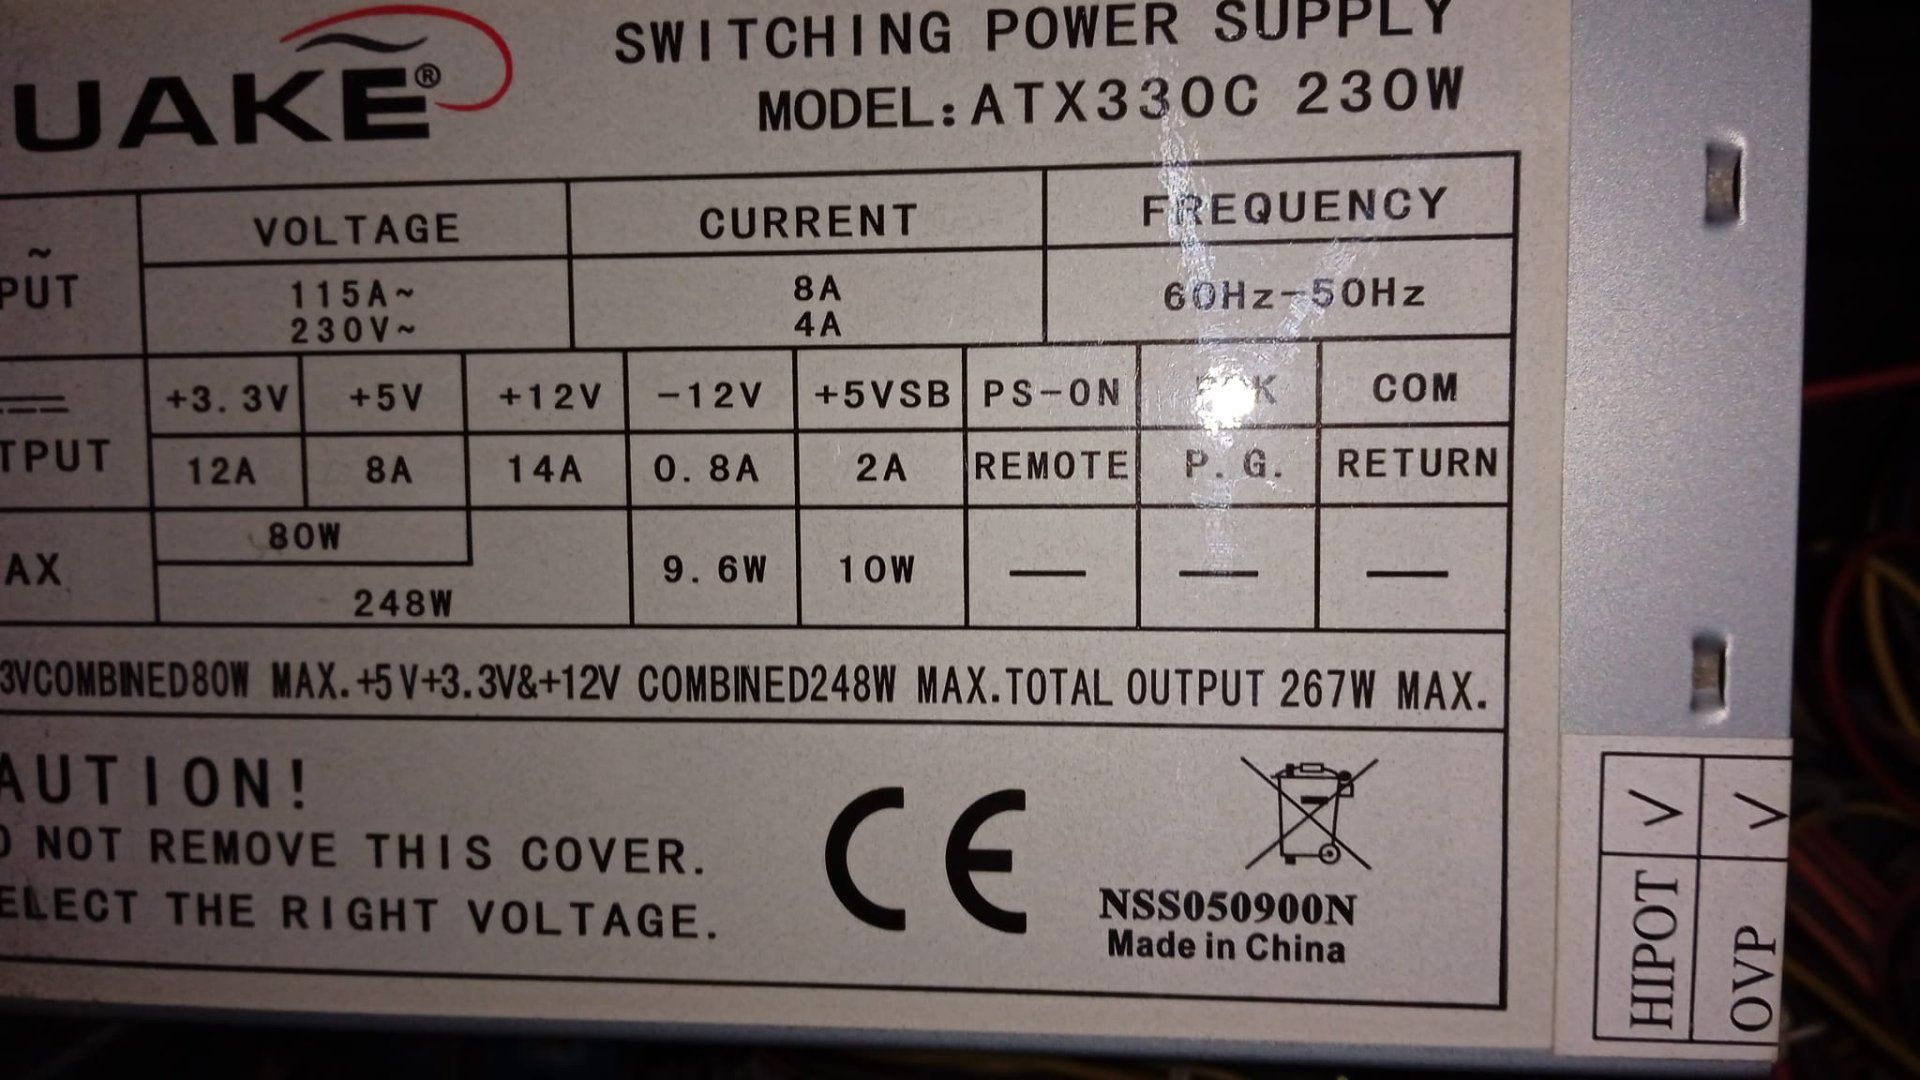 UAKE®
SWITCHING POWER SUPPLY
MODEL: ATX330C 230W
VOLTAGE CURRENT FREQUENCY
~
PUT 115A~ 8A 60Hz-50Hz
230V~ 4A
+3.3V +5V +12V -12V +5VSB PS-ON COM
TPUT 12A 8A 14A 0.8A 2A REMOTE P.G. RETURN
80W
AX 9.6W 10W — — —
248W
3VCOMBINED80W MAX.+5V+3.3V&+12V COMBINED248W MAX.TOTAL OUTPUT 267W MAX.
AUTION!
O NOT REMOVE THIS COVER.
ELECT THE RIGHT VOLTAGE.
CE
NSS050900N
Made in China
HIPOT V
OVP V